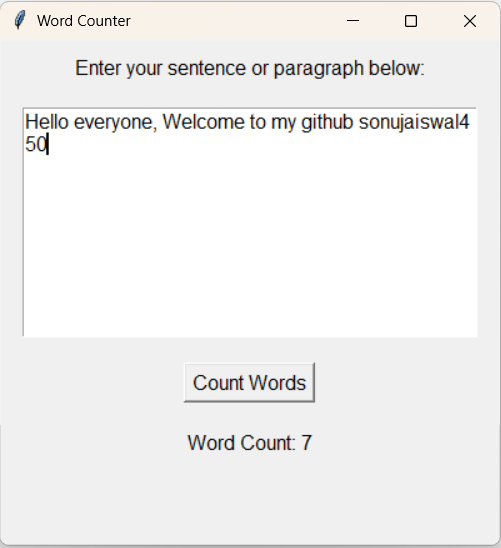 Word Counter
Enter your sentence or paragraph below:
Hello everyone, Welcome to my github sonujaiswal4
50
Count Words
Word Count: 7